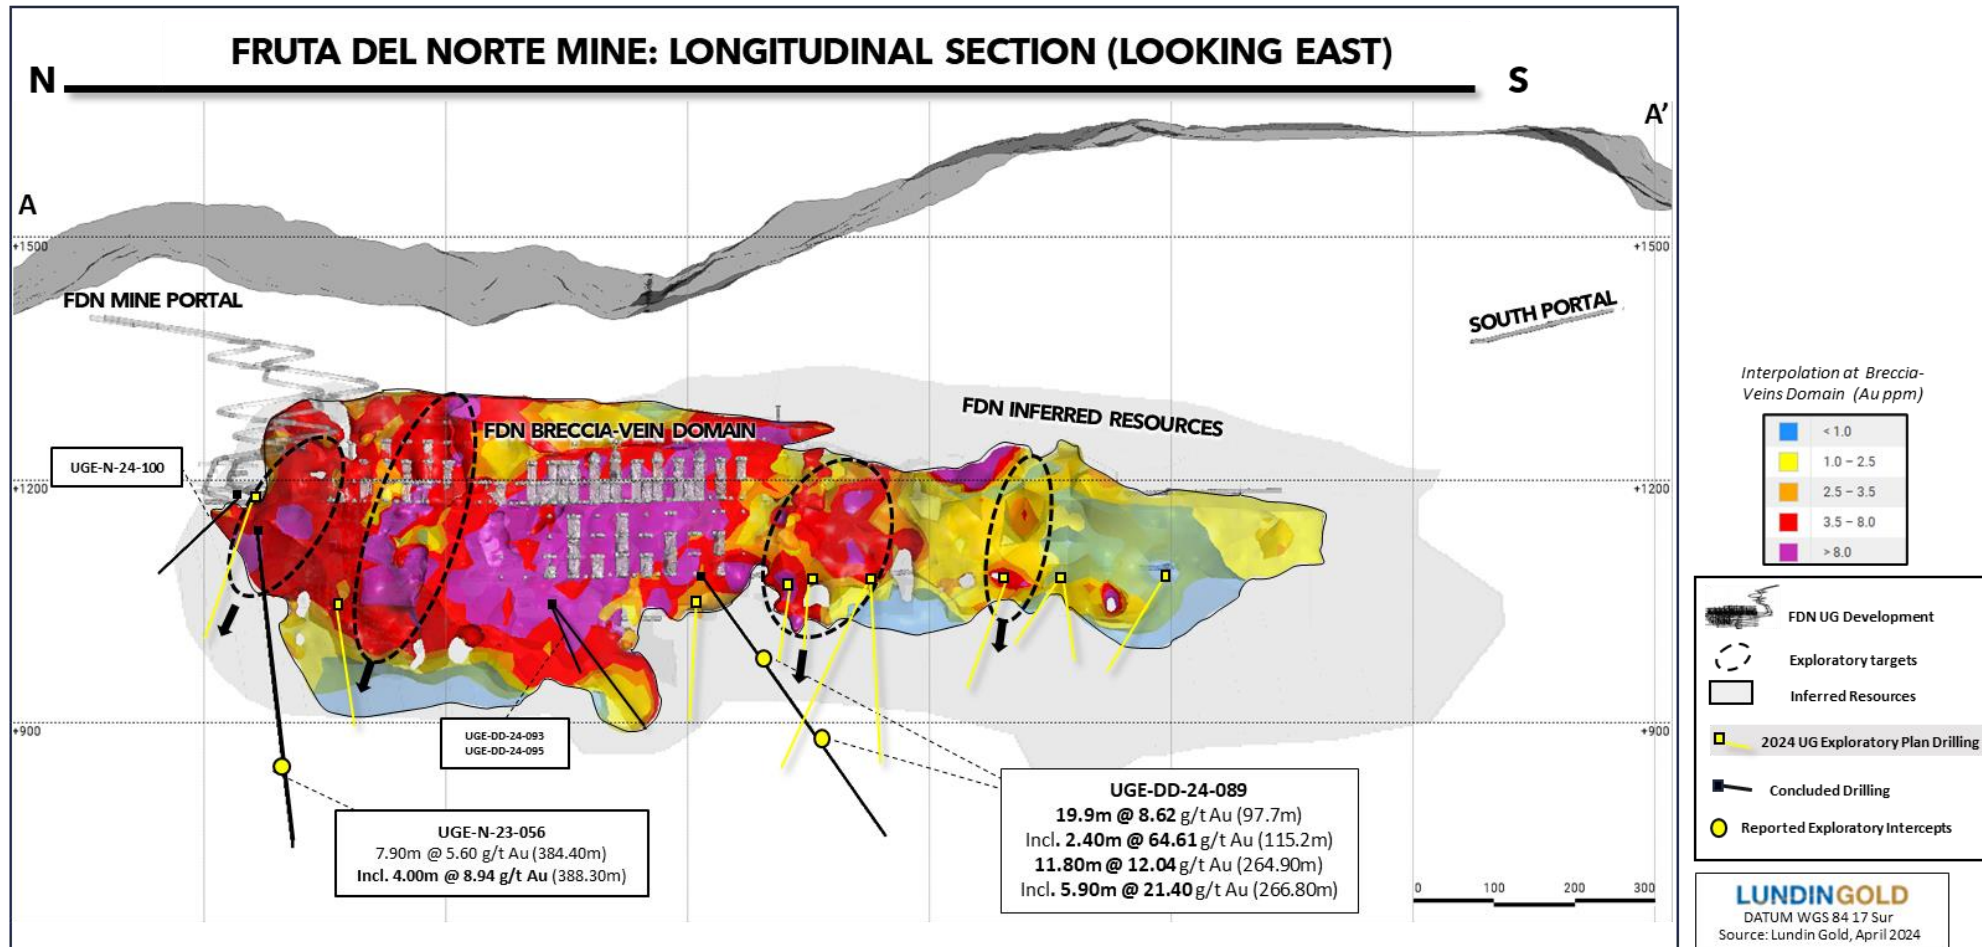 FRUTA DEL NORTE MINE: LONGITUDINAL SECTION (LOOKING EAST)
N
S
A
A'
+1500
+1500
FDN MINE PORTAL
SOUTH PORTAL
FDN INFERRED RESOURCES
FDN BRECCIA-VEIN DOMAIN
UGE-N-24-100
+1200
+1200
+900
+900
UGE-DD-24-093
UGE-DD-24-095
UGE-N-23-056
7.90m @ 5.60 g/t Au (384.40m)
Incl. 4.00m @ 8.94 g/t Au (388.30m)
UGE-DD-24-089
19.9m @ 8.62 g/t Au (97.7m)
Incl. 2.40m @ 64.61 g/t Au (115.2m)
11.80m @ 12.04 g/t Au (264.90m)
Incl. 5.90m @ 21.40 g/t Au (266.80m)
0 100 200 300
Interpolation at Breccia-
Veins Domain (Au ppm)
< 1.0
1.0 – 2.5
2.5 – 3.5
3.5 – 8.0
> 8.0
FDN UG Development
Exploratory targets
Inferred Resources
2024 UG Exploratory Plan Drilling
Concluded Drilling
Reported Exploratory Intercepts
LUNDINGOLD
DATUM WGS 84 17 Sur
Source: Lundin Gold, April 2024